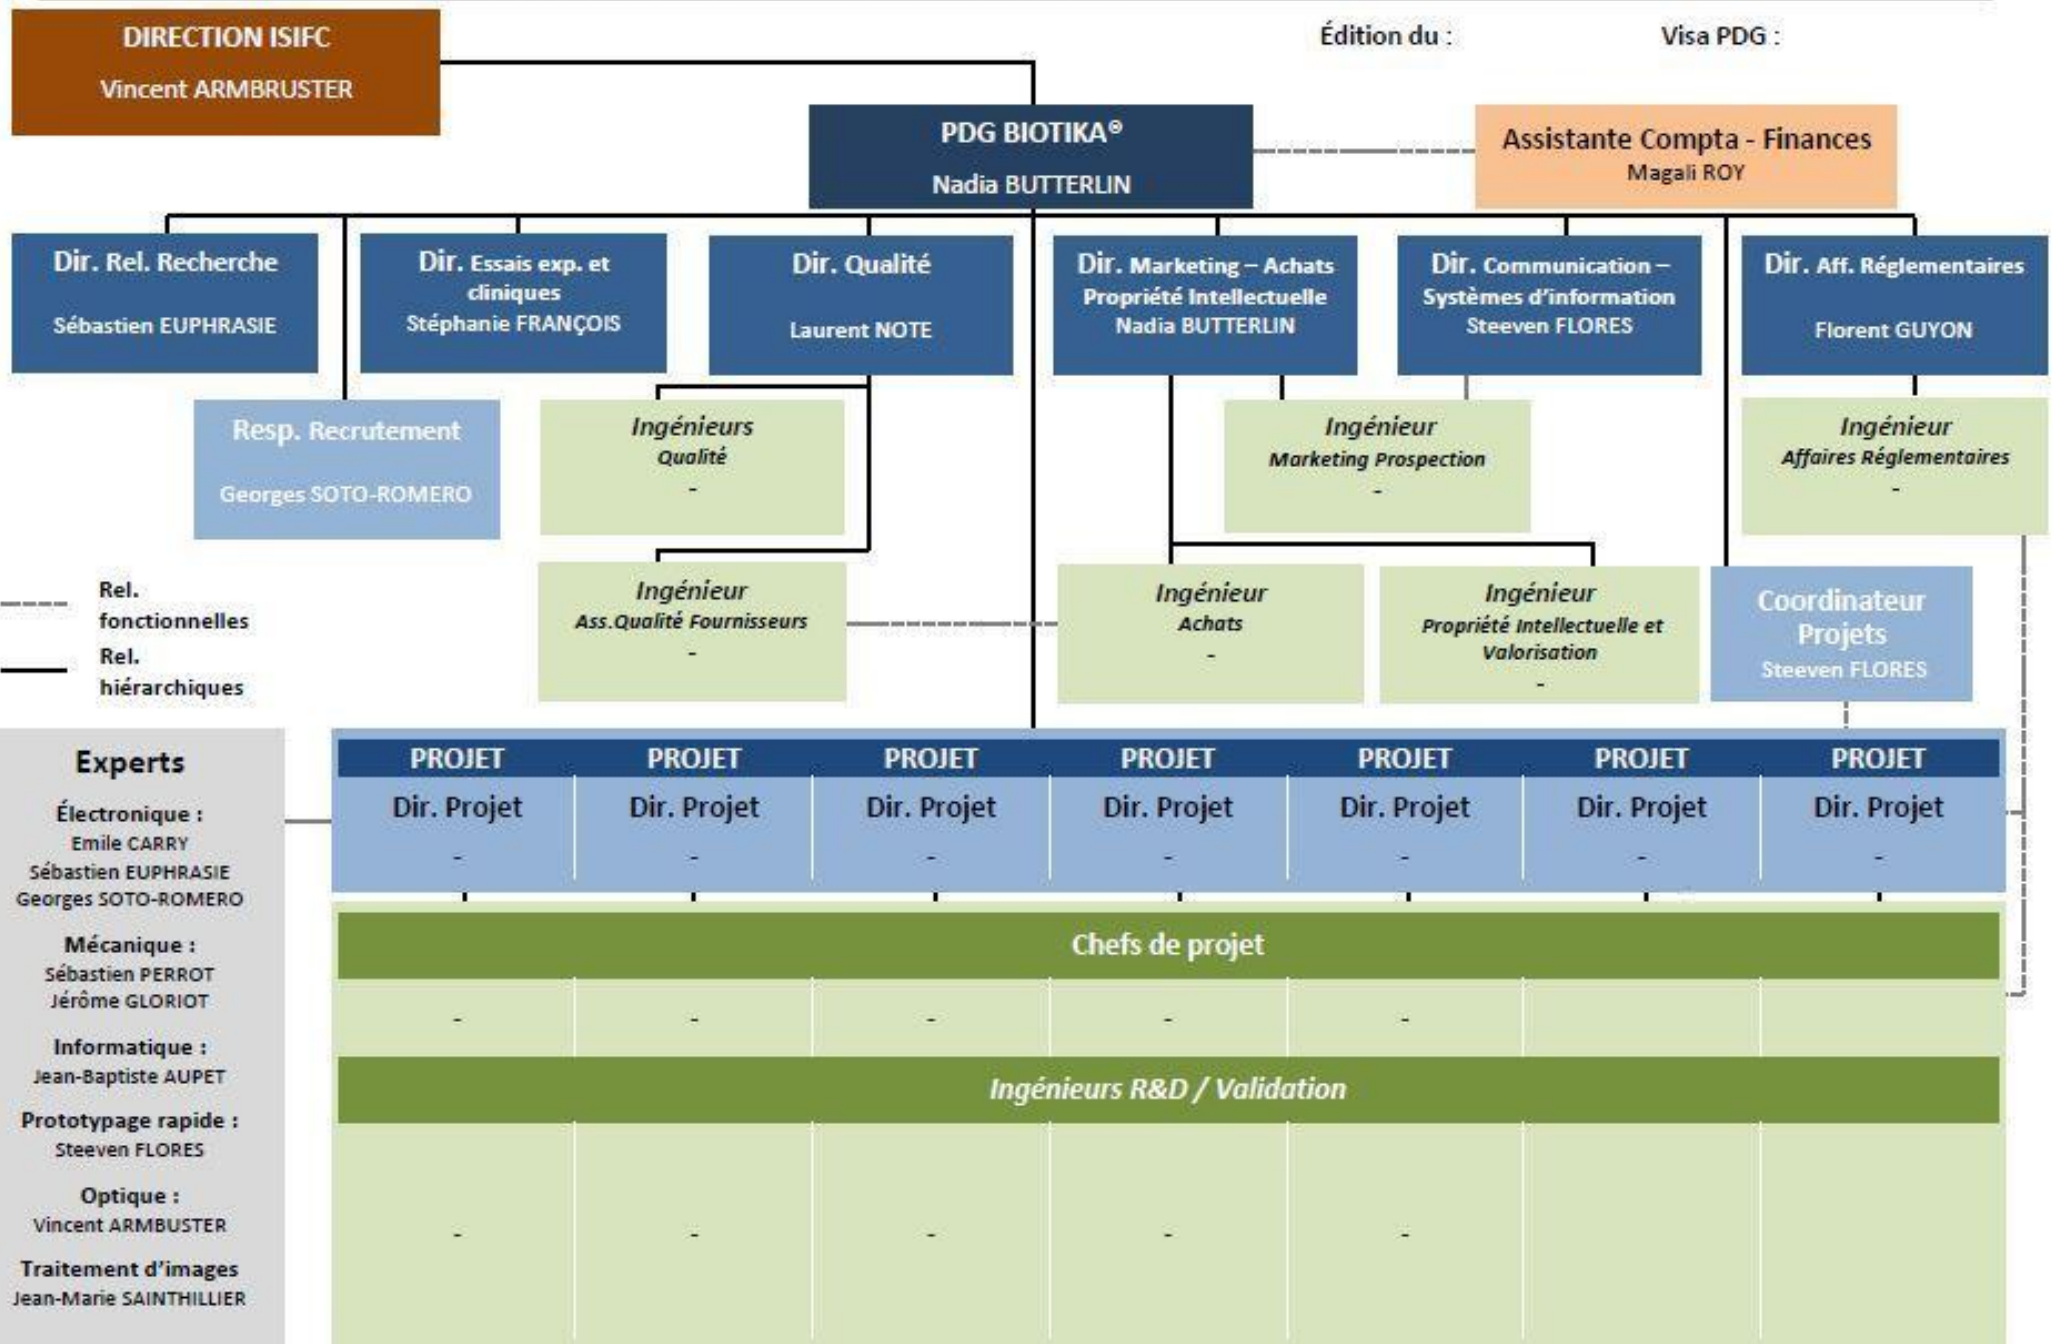 DIRECTION ISIFC
Vincent ARMBRUSTER
Édition du :
Visa PDG :
PDG BIOTIKA®
Nadia BUTTERLIN
Assistante Compta - Finances
Magali ROY
Dir. Rel. Recherche
Sébastien EUPHRASIE
Dir. Essais exp. et
cliniques
Stéphanie FRANÇOIS
Dir. Qualité
Laurent NOTE
Dir. Marketing – Achats
Propriété Intellectuelle
Nadia BUTTERLIN
Dir. Communication –
Systèmes d'information
Steeven FLORES
Dir. Aff. Réglementaires
Florent GUYON
Resp. Recrutement
Georges SOTO-ROMERO
Ingénieurs
Qualité
-
Ingénieur
Marketing Prospection
-
Ingénieur
Affaires Réglementaires
-
Rel.
fonctionnelles
Rel.
hiérarchiques
Ingénieur
Ass.Qualité Fournisseurs
-
Ingénieur
Achats
-
Ingénieur
Propriété Intellectuelle et
Valorisation
-
Coordinateur
Projets
Steeven FLORES
Experts
Électronique :
Emile CARRY
Sébastien EUPHRASIE
Georges SOTO-ROMERO
Mécanique :
Sébastien PERROT
Jérôme GLORIOT
Informatique :
Jean-Baptiste AUPET
Prototypage rapide :
Steeven FLORES
Optique :
Vincent ARMBUSTER
Traitement d'images
Jean-Marie SAINTHILLIER
PROJET PROJET PROJET PROJET PROJET PROJET PROJET
Dir. Projet Dir. Projet Dir. Projet Dir. Projet Dir. Projet Dir. Projet Dir. Projet
- - - - - - -
Chefs de projet
- - - - -
Ingénieurs R&D / Validation
- - - - -